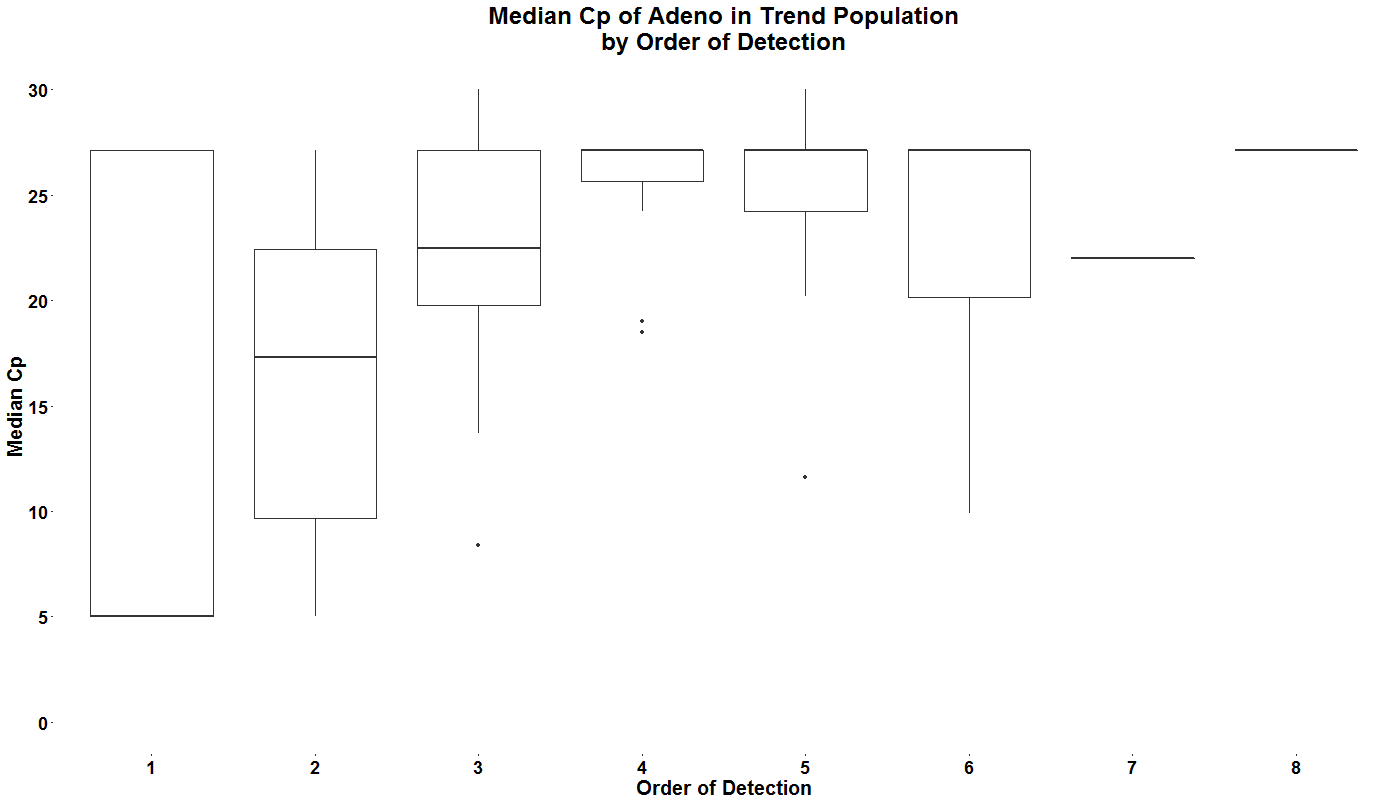 Median Cp of Adeno in Trend Population
by Order of Detection
30
25
20
15
10
5
0
Median Cp
1 2 3 4 5 6 7 8
Order of Detection